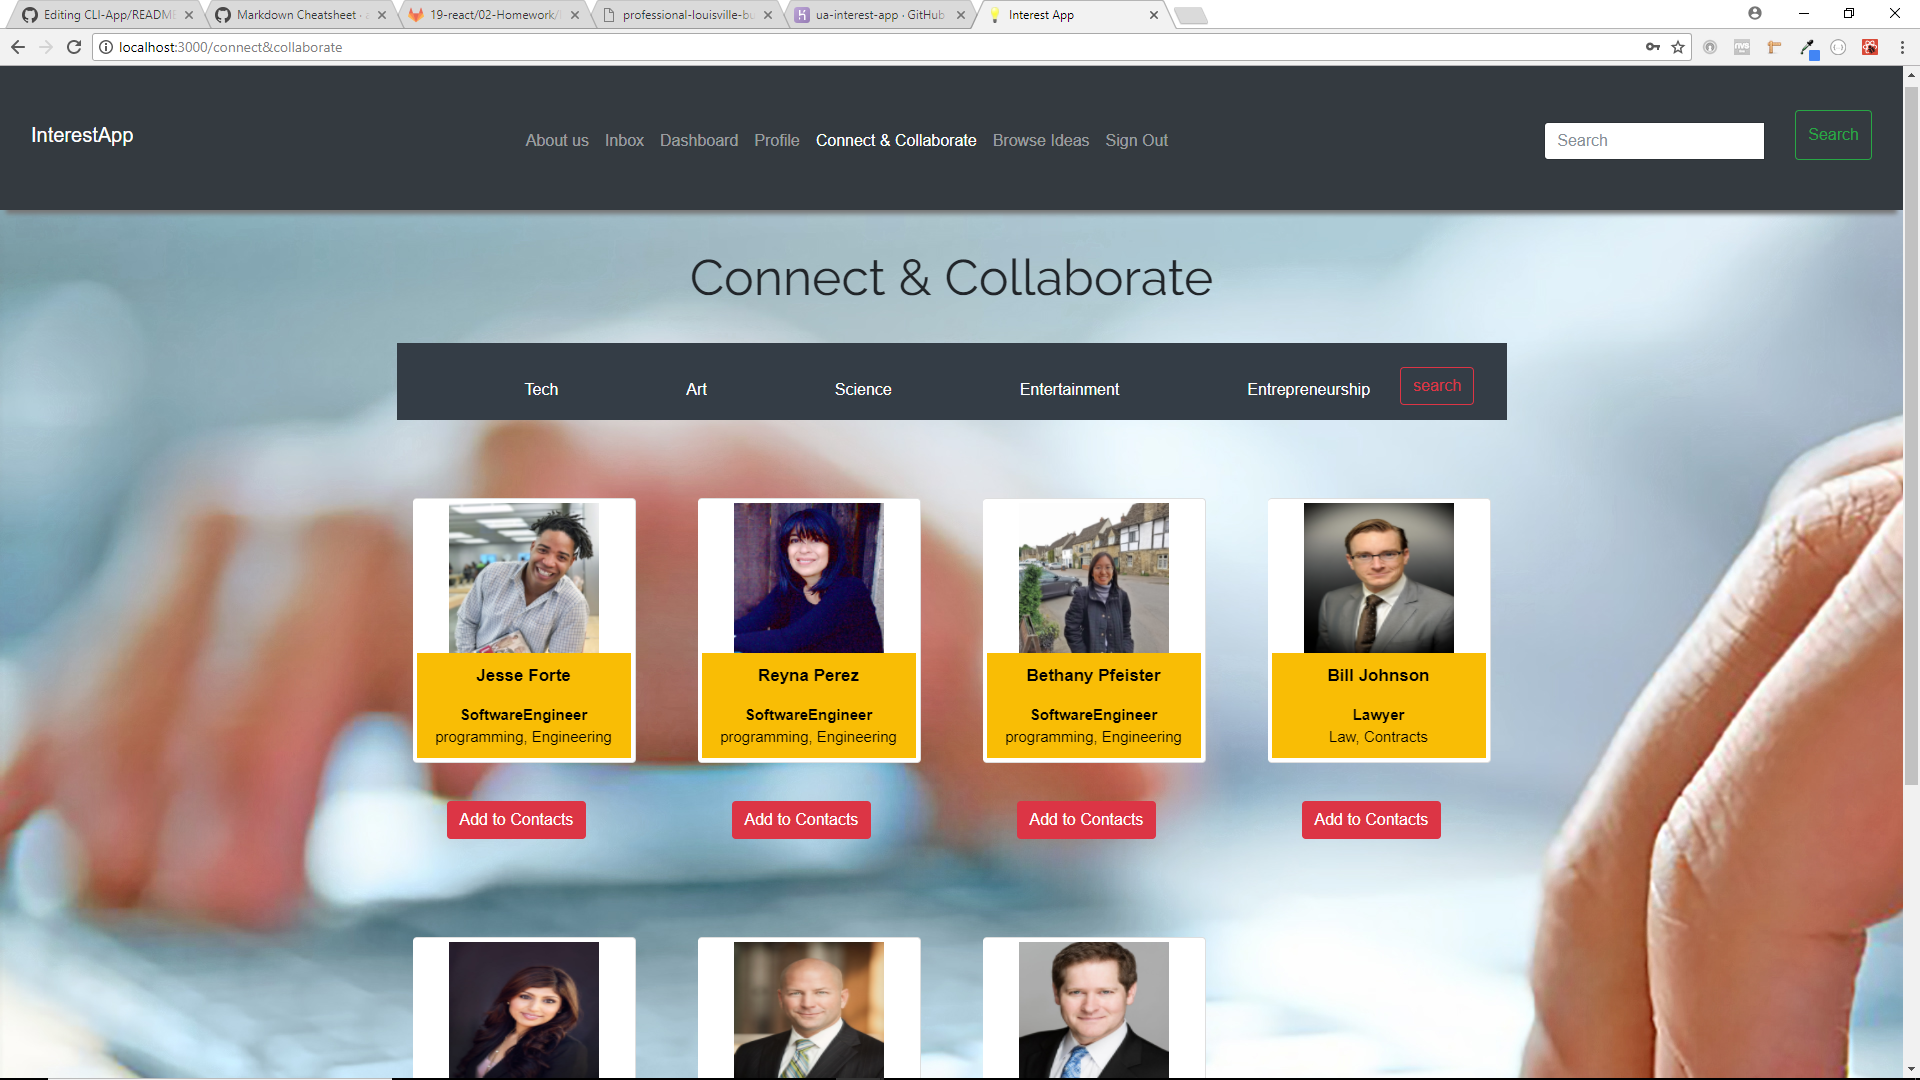 Editing CLI-App/README
Markdown Cheatsheet ·
19-react/02-Homework/
professional-louisville-bu
ua-interest-app · GitHub
Interest App
localhost:3000/connect&collaborate
InterestApp
About us Inbox Dashboard Profile Connect & Collaborate Browse Ideas Sign Out
Search
Search
Connect & Collaborate
Tech Art Science Entertainment Entrepreneurship search
Jesse Forte
SoftwareEngineer
programming, Engineering
Add to Contacts
Reyna Perez
SoftwareEngineer
programming, Engineering
Add to Contacts
Bethany Pfeister
SoftwareEngineer
programming, Engineering
Add to Contacts
Bill Johnson
Lawyer
Law, Contracts
Add to Contacts